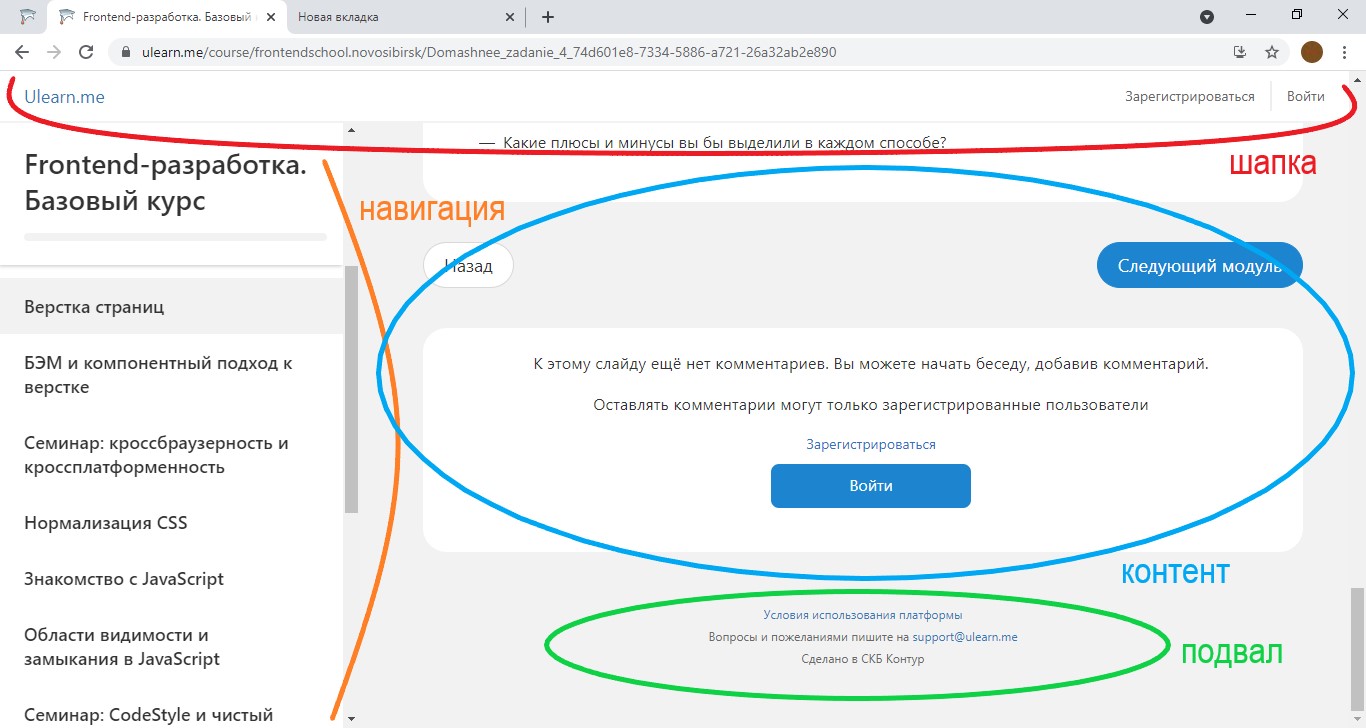 Frontend-разработка. Базовый
Новая вкладка
ulearn.me/course/frontendschool.novosibirsk/Domashnee_zadanie_4_74d601e8-7334-5886-a721-26a32ab2e890
Ulearn.me
Зарегистрироваться
Войти
— Какие плюсы и минусы вы бы выделили в каждом способе?
шапка
Frontend-разработка.
Базовый курс
навигация
Назад
Следующий модуль
Верстка страниц
БЭМ и компонентный подход к
верстке
Семинар: кроссбраузерность и
кроссплатформенность
Нормализация CSS
Знакомство с JavaScript
Области видимости и
замыкания в JavaScript
Семинар: CodeStyle и чистый
К этому слайду ещё нет комментариев. Вы можете начать беседу, добавив комментарий.
Оставлять комментарии могут только зарегистрированные пользователи
Зарегистрироваться
Войти
контент
Условия использования платформы
Вопросы и пожеланиями пишите на support@ulearn.me
Сделано в СКБ Контур
подвал